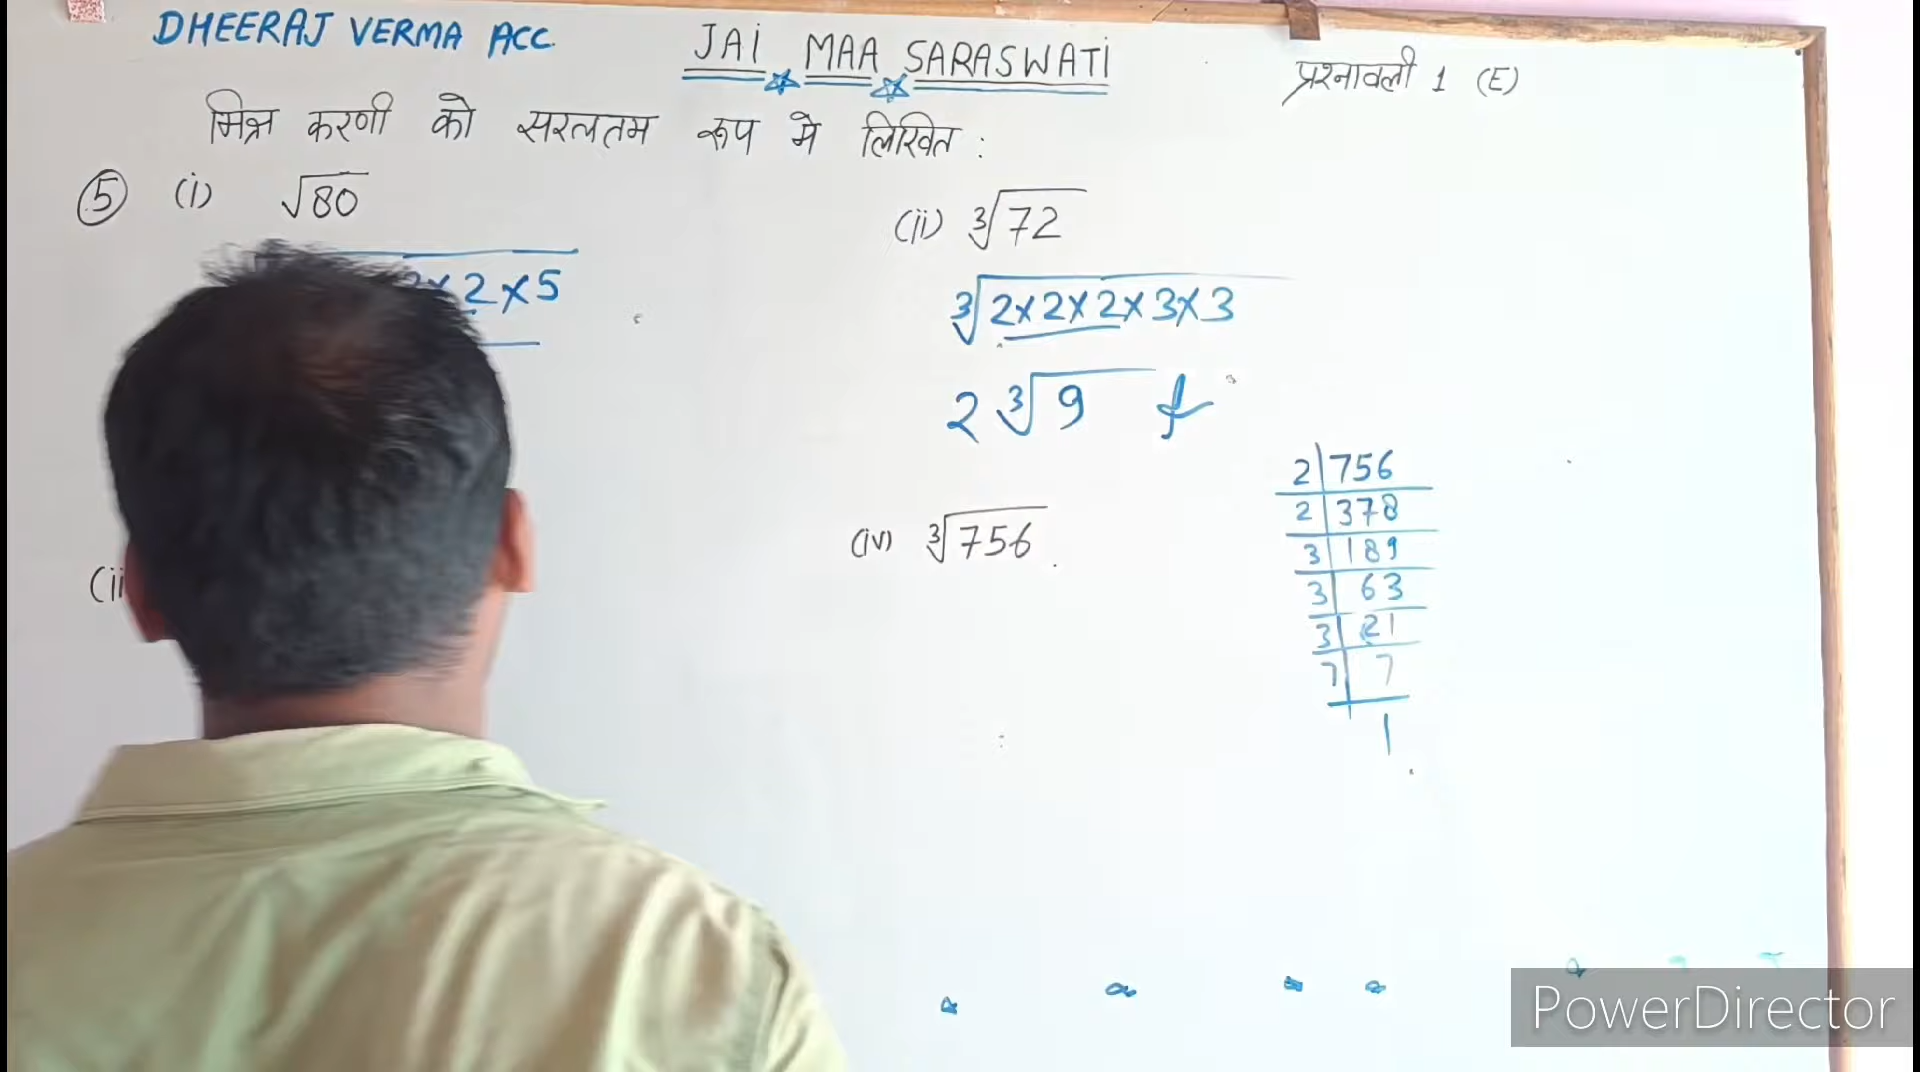 DHEERAJ VERMA ACC.
JAI MAA SARASWATI
प्रश्नावली 1 (E)
मिन्न करणी को सरलतम रूप मे लिखित :
⑤ (i) √80
(ii) ∛72
2×5
∛2×2×2×3×3
2∛9
(ii
(iv) ∛756
2|756
2|378
3|189
3|63
3|21
7|7
1
PowerDirector